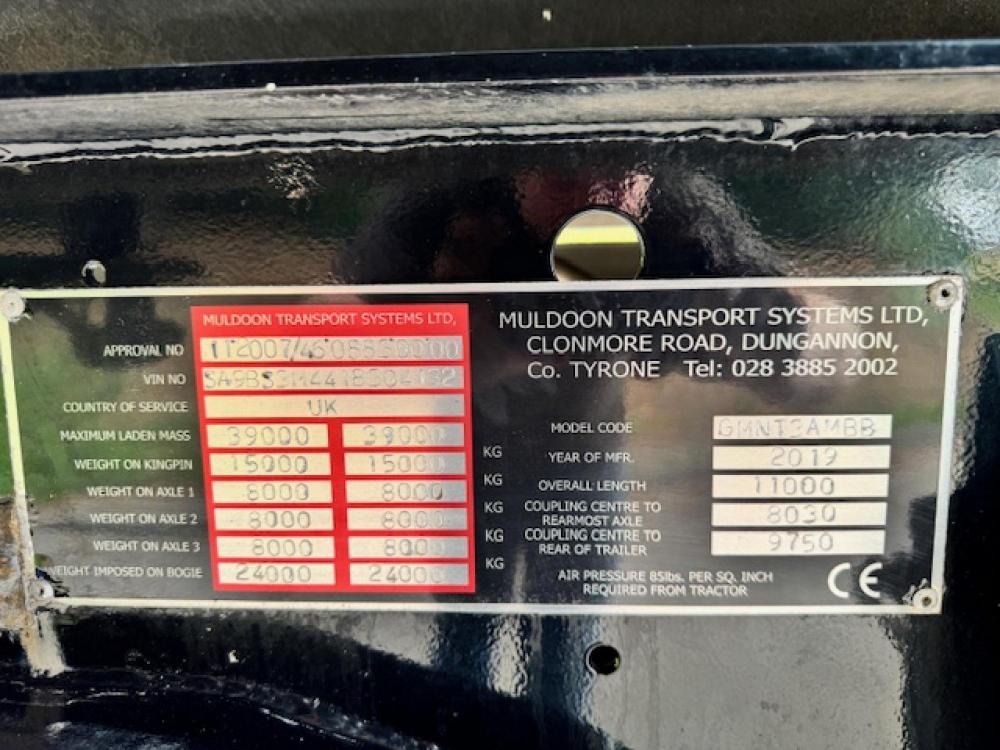 MULDOON TRANSPORT SYSTEMS LTD,
APPROVAL NO
VIN NO
COUNTRY OF SERVICE UK
MAXIMUM LADEN MASS 39000 39000 KG
WEIGHT ON KINGPIN 15000 15000 KG
WEIGHT ON AXLE 1 8000 8000 KG
WEIGHT ON AXLE 2 8000 8000 KG
WEIGHT ON AXLE 3 8000 8000 KG
WEIGHT IMPOSED ON BOGIE 24000 24000
MULDOON TRANSPORT SYSTEMS LTD,
CLONMORE ROAD, DUNGANNON,
Co. TYRONE Tel: 028 3885 2002
MODEL CODE GMNT3AMBB
YEAR OF MFR. 2019
OVERALL LENGTH 11000
COUPLING CENTRE TO
REARMOST AXLE 8030
COUPLING CENTRE TO
REAR OF TRAILER 9750
AIR PRESSURE 85lbs. PER SQ. INCH
REQUIRED FROM TRACTOR
CE